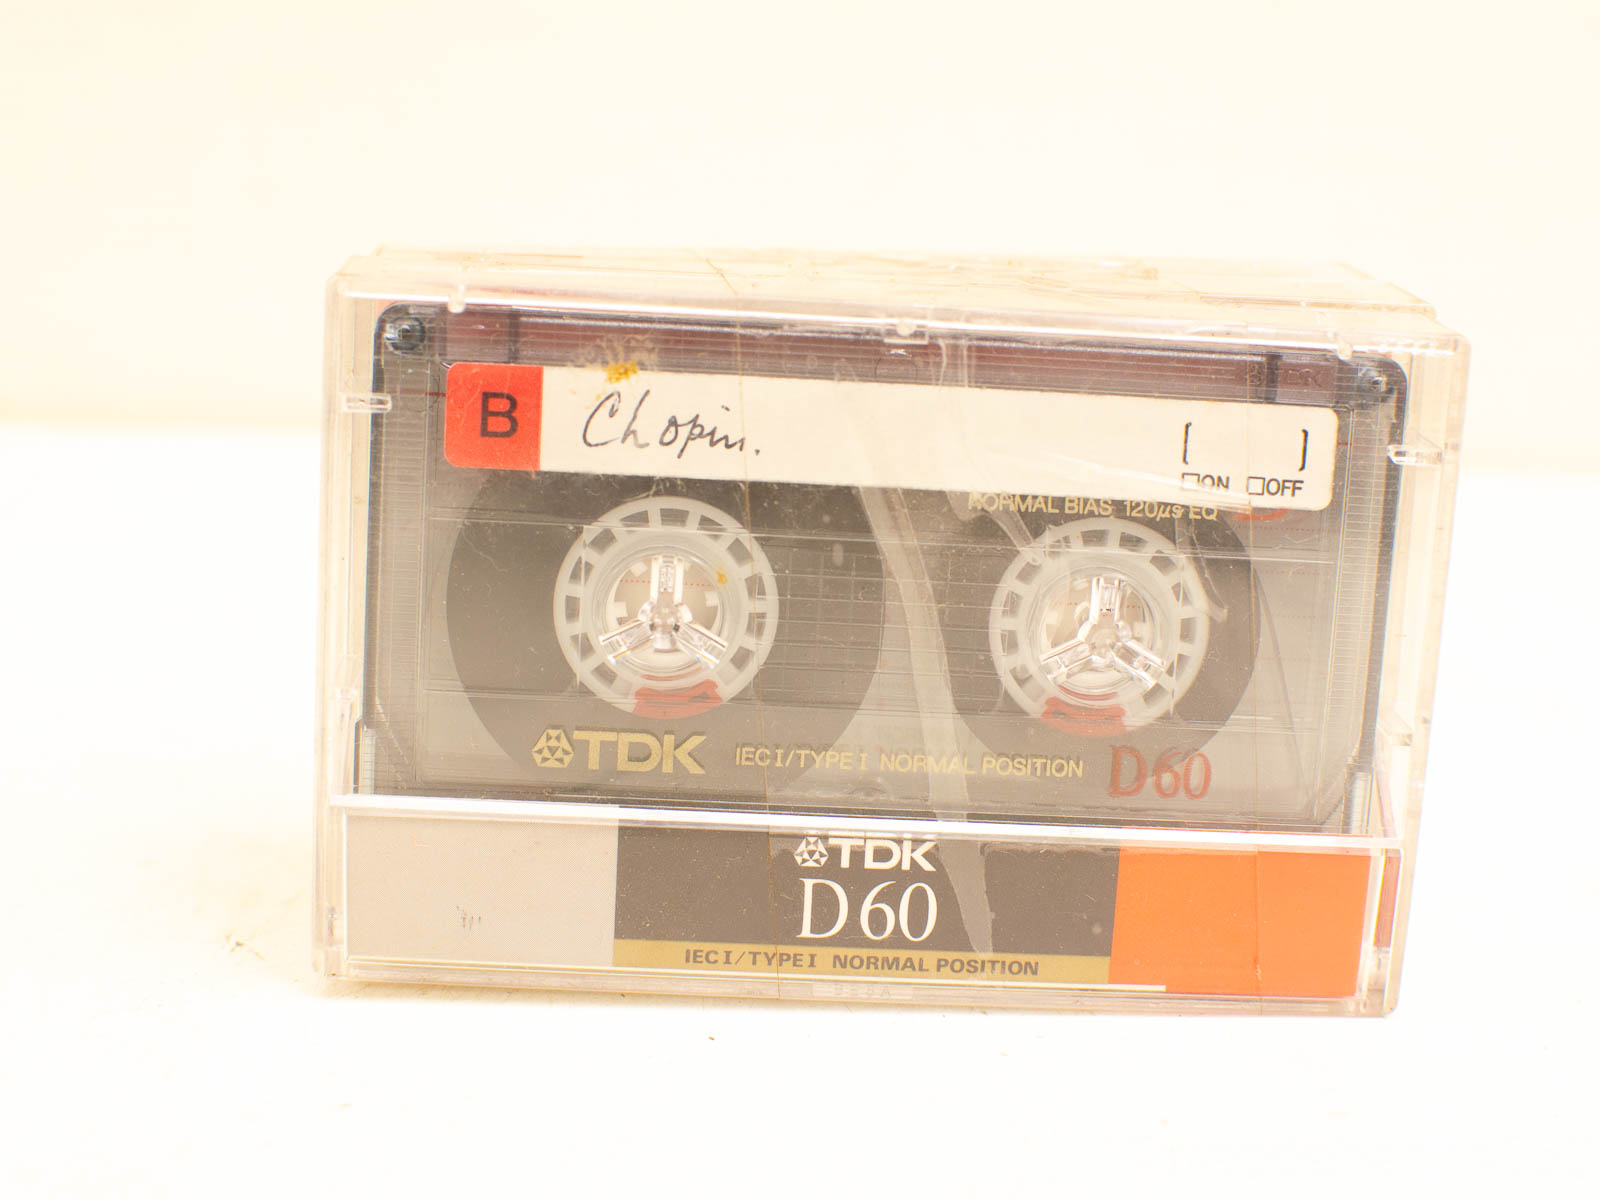 B Chopin. [ ]
ON OFF
NORMAL BIAS 120μs EQ
TDK IEC I/TYPE I NORMAL POSITION D60
TDK
D60
IEC I/TYPE I NORMAL POSITION